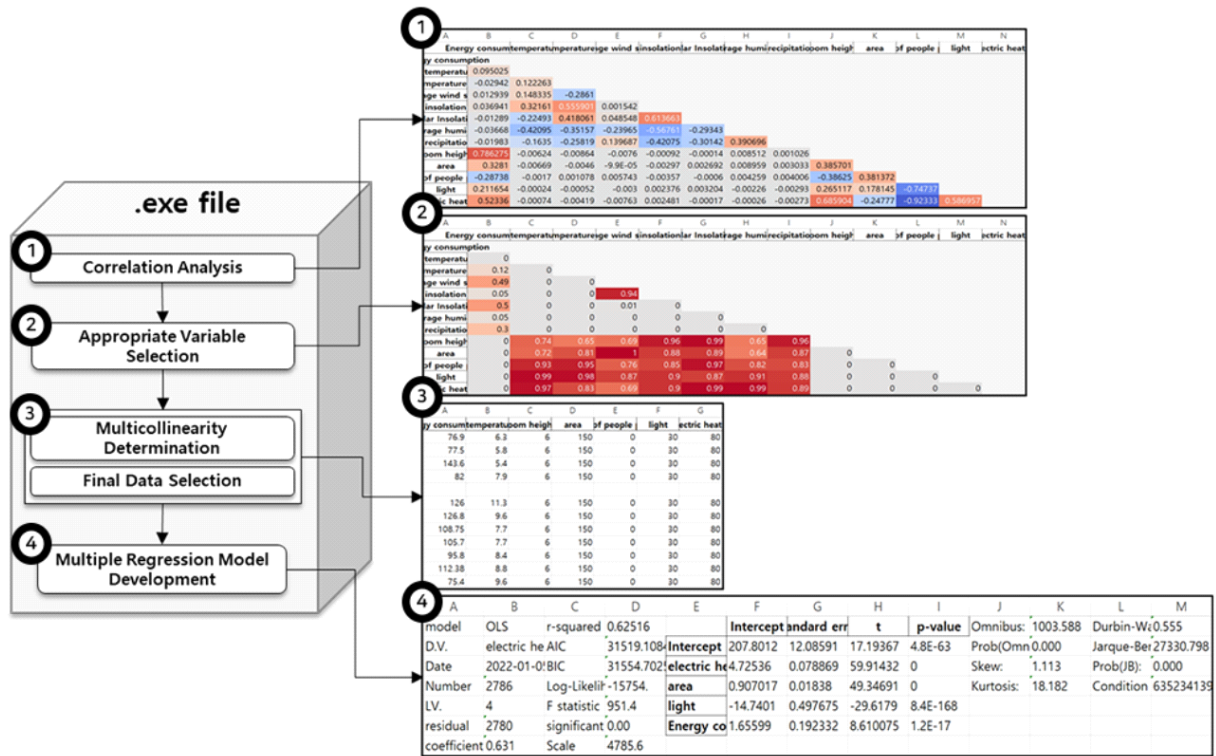 .exe file
1
Correlation Analysis
2
Appropriate Variable
Selection
3
Multicollinearity
Determination
Final Data Selection
4
Multiple Regression Model
Development
1
A B C D E F G H I J K L M N
Energy consum temperatu temperatur age wind s insolation lar Insolati rage humi recipitatio oom heigh area of people light ectric heat
gy consumption
temperatu 0.095025
mperature -0.02942 0.122263
age wind s 0.012939 0.148335 -0.2861
insolation 0.036941 0.32161 0.555901 0.001542
lar Insolati -0.01289 -0.22493 0.418061 0.048548 0.613663
rage humi -0.03668 -0.42095 -0.35157 -0.23965 -0.56761 -0.29343
recipitatio -0.01983 -0.1635 -0.25819 0.139687 -0.42075 -0.30142 0.390696
oom heigh 0.786275 -0.00624 -0.00864 -0.0076 -0.00092 -0.00014 0.008512 0.001026
area 0.3281 -0.00669 -0.0046 -9.9E-05 -0.00297 0.002692 0.008959 0.003033 0.385701
of people -0.28738 -0.0017 0.001078 0.005743 -0.00357 -0.0006 0.004259 0.004006 -0.38625 0.381372
light 0.211654 -0.00024 -0.00052 -0.003 0.002376 0.003204 -0.00226 -0.00293 0.265117 0.178145 -0.74737
ric heat 0.52336 -0.00074 -0.00419 -0.00763 0.002481 -0.00017 -0.00026 -0.00273 0.685904 -0.24777 -0.92333 0.586957
2
A B C D E F G H I J K L M N
Energy consum temperatu temperatur ge wind s insolation lar Insolati rage humi recipitatio oom heigh area of people light ectric heat
gy consumption
temperatu 0
mperature 0.12 0
age wind s 0.49 0 0
insolation 0.05 0 0 0.94
lar Insolati 0.5 0 0 0.01 0
rage humi 0.05 0 0 0 0 0
recipitatio 0.3 0 0 0 0 0 0
oom heigh 0 0.74 0.65 0.69 0.96 0.99 0.65 0.96
area 0 0.72 0.81 1 0.88 0.89 0.64 0.87 0
of people 0 0.93 0.95 0.76 0.85 0.97 0.82 0.83 0 0
light 0 0.99 0.98 0.87 0.9 0.87 0.91 0.88 0 0 0
ric heat 0 0.97 0.83 0.69 0.9 0.99 0.99 0.89 0 0 0 0
3
A B C D E F G
gy consum temperatu oom heigh area of people light ectric heat
76.9 6.3 6 150 0 30 80
77.5 5.8 6 150 0 30 80
143.6 5.4 6 150 0 30 80
82 7.9 6 150 0 30 80
126 11.3 6 150 0 30 80
126.8 9.6 6 150 0 30 80
108.75 7.7 6 150 0 30 80
105.7 7.7 6 150 0 30 80
95.8 8.4 6 150 0 30 80
112.38 8.8 6 150 0 30 80
75.4 9.6 6 150 0 30 80
4
A B C D E F G H I J K L M
model OLS r-squared 0.62516 Intercept andard err t p-value Omnibus: 1003.588 Durbin-Wa 0.555
D.V. electric he AIC 31519.108 Intercept 207.8012 12.08591 17.19367 4.8E-63 Prob(Omn 0.000 Jarque-Ber 27330.798
Date 2022-01-0 BIC 31554.702 electric he 4.72536 0.078869 59.91432 0 Skew: 1.113 Prob(JB): 0.000
Number 2786 Log-Likelih -15754. area 0.907017 0.01838 49.34691 0 Kurtosis: 18.182 Condition 635234139
LV. 4 F statistic 951.4 light -14.7401 0.497675 -29.6179 8.4E-168
residual 2780 significant 0.00 Energy co 1.65599 0.192332 8.610075 1.2E-17
coefficient 0.631 Scale 4785.6